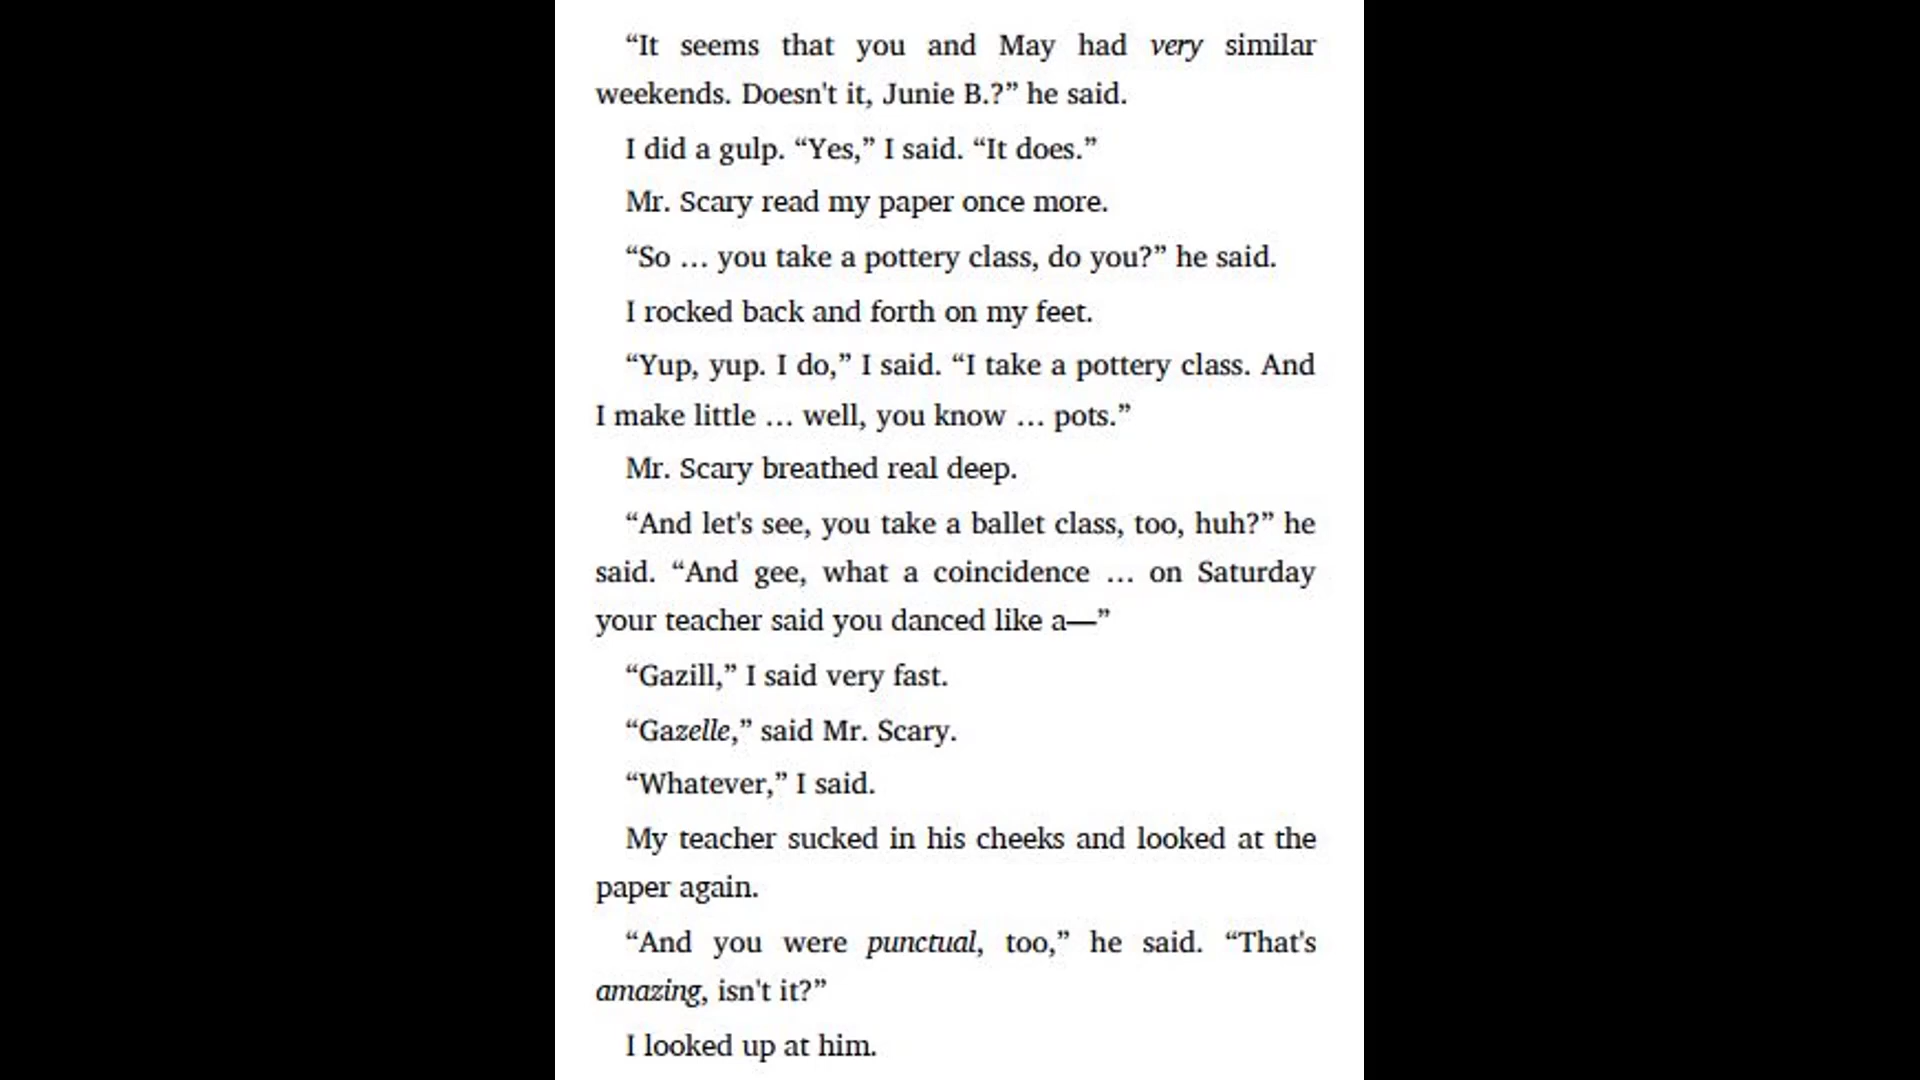 “It seems that you and May had very similar
weekends. Doesn't it, Junie B.?” he said.
I did a gulp. “Yes,” I said. “It does.”
Mr. Scary read my paper once more.
“So … you take a pottery class, do you?” he said.
I rocked back and forth on my feet.
“Yup, yup. I do,” I said. “I take a pottery class. And
I make little … well, you know … pots.”
Mr. Scary breathed real deep.
“And let's see, you take a ballet class, too, huh?” he
said. “And gee, what a coincidence … on Saturday
your teacher said you danced like a—”
“Gazill,” I said very fast.
“Gazelle,” said Mr. Scary.
“Whatever,” I said.
My teacher sucked in his cheeks and looked at the
paper again.
“And you were punctual, too,” he said. “That's
amazing, isn't it?”
I looked up at him.